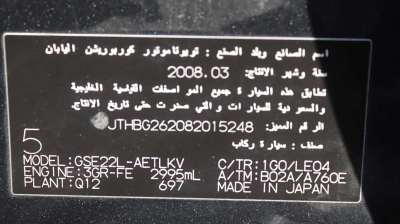 اسم الصانع وبلد الصنع : تويوتاموتور كوربوريشن اليابان
سنة وشهر الإنتاج: 2008.03
تطابق هذه السيارة جميع المواصفات القياسية الخليجية
والسعودية للسيارات والتي صدرت حتى تاريخ الإنتاج.
الرقم المميز: JTHBG262082015248
الصنف: سيارة ركاب
5
MODEL:GSE22L-AETLKV C/TR:1G0/LE04
ENGINE:3GR-FE 2995mL A/TM:B02A/A760E
PLANT:Q12 697 MADE IN JAPAN